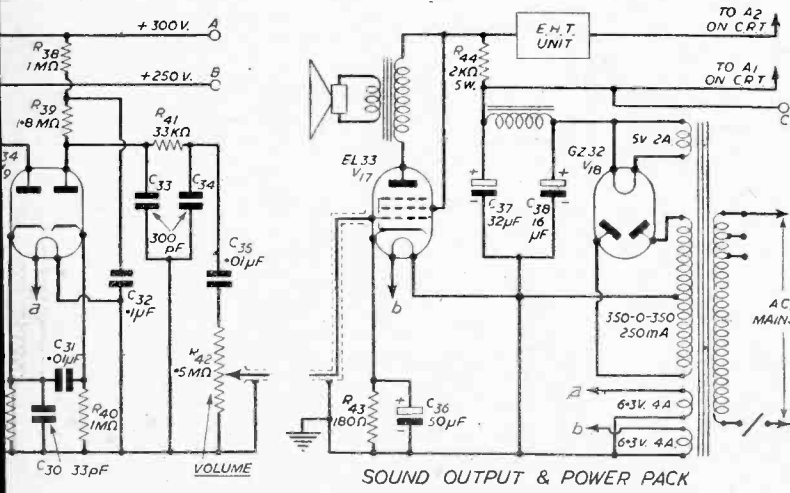 +300V. A
R38
1MΩ
+250V. B
R39
1·8MΩ
R41
33KΩ
34
V9
C33
C34
300
PF
C35
·01µF
a
C32
·1µF
C31
·01µF
R42
·5MΩ
R40
1MΩ
C30 33pF
VOLUME
TO A2
ON C.R.T.
E.H.T.
UNIT
R44
2KΩ
5W.
TO A1
ON C.R.T.
C
EL33
V17
5V 2A
GZ32
V18
+
C37
32µF
+
C38
16
µF
b
350-0-350
250mA
A.C.
MAINS
R43
180Ω
+
C36
50µF
a
6·3V. 4A.
b
6·3V. 4A.
SOUND OUTPUT & POWER PACK